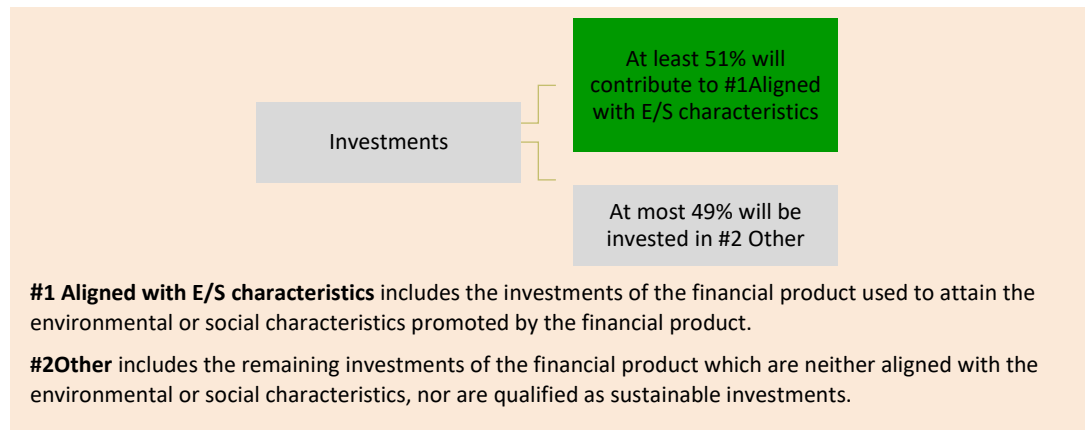 At least 51% will
contribute to #1Aligned
with E/S characteristics
Investments
At most 49% will be
invested in #2 Other
#1 Aligned with E/S characteristics includes the investments of the financial product used to attain the
environmental or social characteristics promoted by the financial product.
#2Other includes the remaining investments of the financial product which are neither aligned with the
environmental or social characteristics, nor are qualified as sustainable investments.